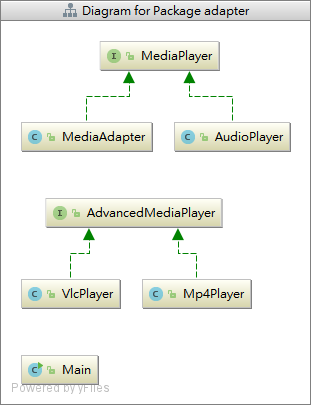 Diagram for Package adapter
I MediaPlayer
C MediaAdapter
C AudioPlayer
I AdvancedMediaPlayer
C VlcPlayer
C Mp4Player
C Main
Powered by yFiles